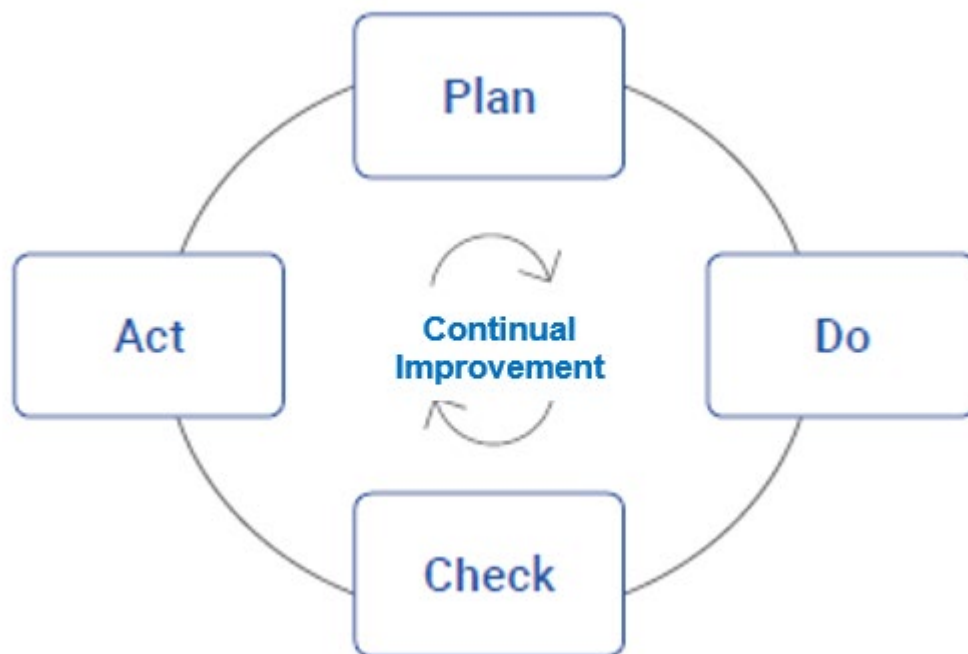 Plan
Act
Continual
Improvement
Do
Check